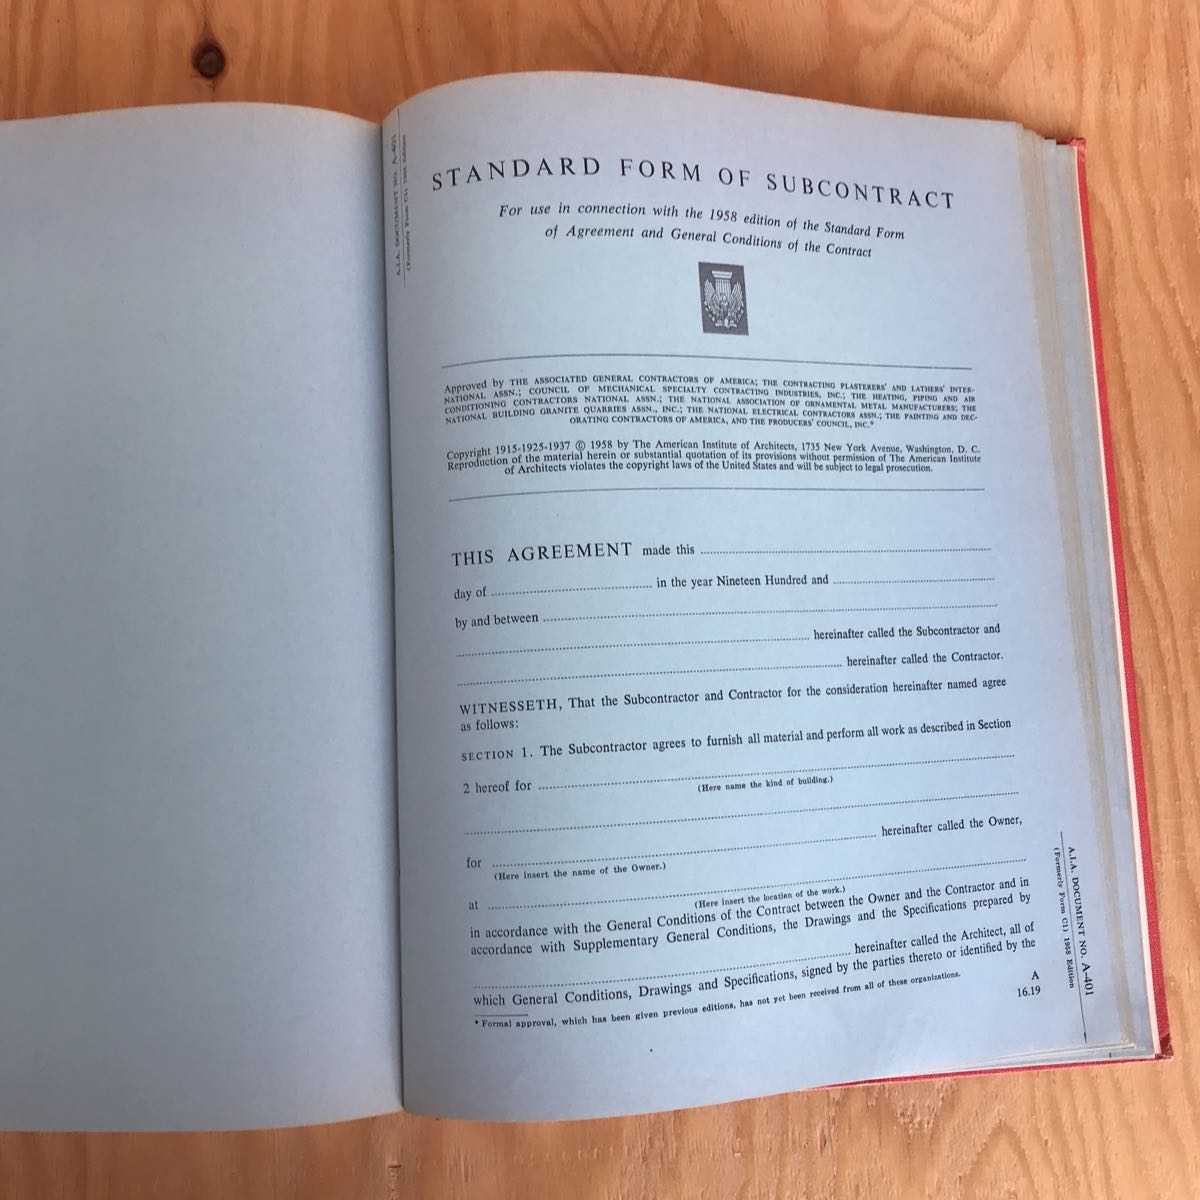 A.I.A. DOCUMENT NO. A-401
(Formerly Form C1) 1958 Edition
STANDARD FORM OF SUBCONTRACT
For use in connection with the 1958 edition of the Standard Form
of Agreement and General Conditions of the Contract
Approved by THE ASSOCIATED GENERAL CONTRACTORS OF AMERICA; THE CONTRACTING PLASTERERS' AND LATHERS' INTER-
NATIONAL ASSN.; COUNCIL OF MECHANICAL SPECIALTY CONTRACTING INDUSTRIES, INC.; THE HEATING, PIPING AND AIR
CONDITIONING CONTRACTORS NATIONAL ASSN.; THE NATIONAL ASSOCIATION OF ORNAMENTAL METAL MANUFACTURERS; THE
NATIONAL BUILDING GRANITE QUARRIES ASSN., INC.; THE NATIONAL ELECTRICAL CONTRACTORS ASSN.; THE PAINTING AND DEC-
ORATING CONTRACTORS OF AMERICA, AND THE PRODUCERS' COUNCIL, INC.*
Copyright 1915-1925-1937 © 1958 by The American Institute of Architects, 1735 New York Avenue, Washington, D. C.
Reproduction of the material herein or substantial quotation of its provisions without permission of The American Institute
of Architects violates the copyright laws of the United States and will be subject to legal prosecution.
THIS AGREEMENT made this
day of in the year Nineteen Hundred and
by and between
hereinafter called the Subcontractor and
hereinafter called the Contractor.
WITNESSETH, That the Subcontractor and Contractor for the consideration hereinafter named agree
as follows:
SECTION 1. The Subcontractor agrees to furnish all material and perform all work as described in Section
2 hereof for
(Here name the kind of building.)
for hereinafter called the Owner,
(Here insert the name of the Owner.)
at
(Here insert the location of the work.)
in accordance with the General Conditions of the Contract between the Owner and the Contractor and in
accordance with Supplementary General Conditions, the Drawings and the Specifications prepared by
hereinafter called the Architect, all of
which General Conditions, Drawings and Specifications, signed by the parties thereto or identified by the
* Formal approval, which has been given previous editions, has not yet been received from all of these organizations.
A
16.19
A.I.A. DOCUMENT NO. A-401
(Formerly Form C1) 1958 Edition